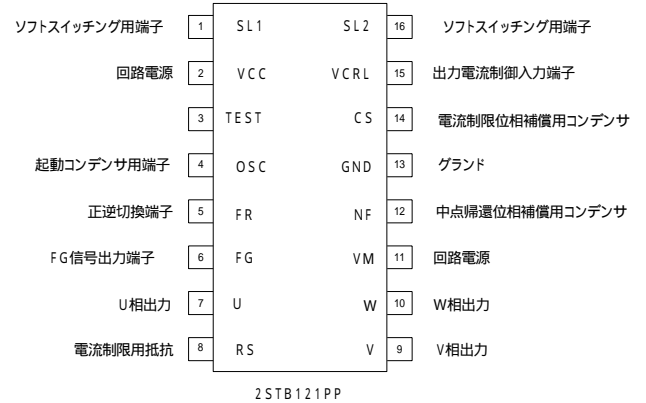 ソフトスイッチング用端子 1 SL1 SL2 16 ソフトスイッチング用端子
回路電源 2 VCC VCRL 15 出力電流制御入力端子
3 TEST CS 14 電流制限位相補償用コンデンサ
起動コンデンサ用端子 4 OSC GND 13 グランド
正逆切換端子 5 FR NF 12 中点帰還位相補償用コンデンサ
FG信号出力端子 6 FG VM 11 回路電源
U相出力 7 U W 10 W相出力
電流制限用抵抗 8 RS V 9 V相出力
2STB121PP